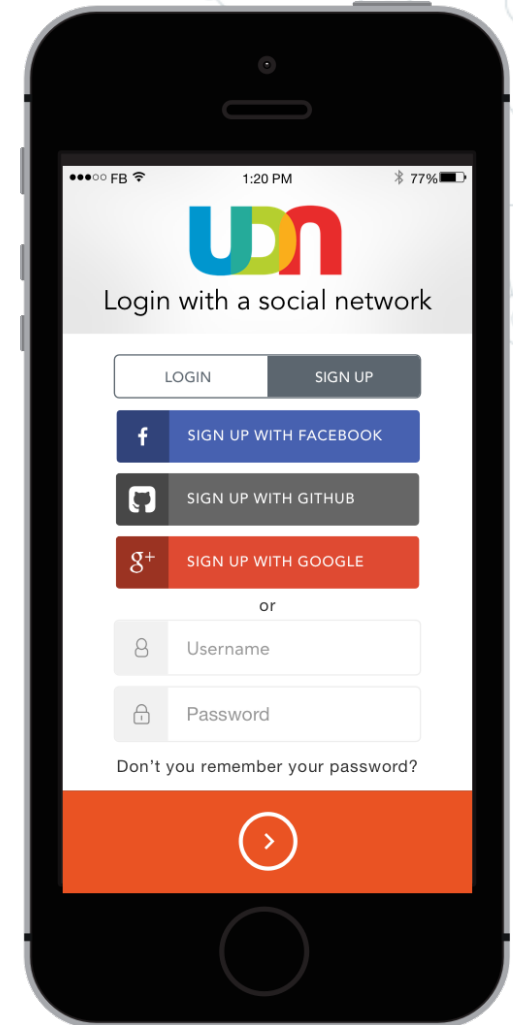 FB 1:20 PM 77%
UDN
Login with a social network
LOGIN SIGN UP
f SIGN UP WITH FACEBOOK
SIGN UP WITH GITHUB
g+ SIGN UP WITH GOOGLE
or
Username
Password
Don't you remember your password?